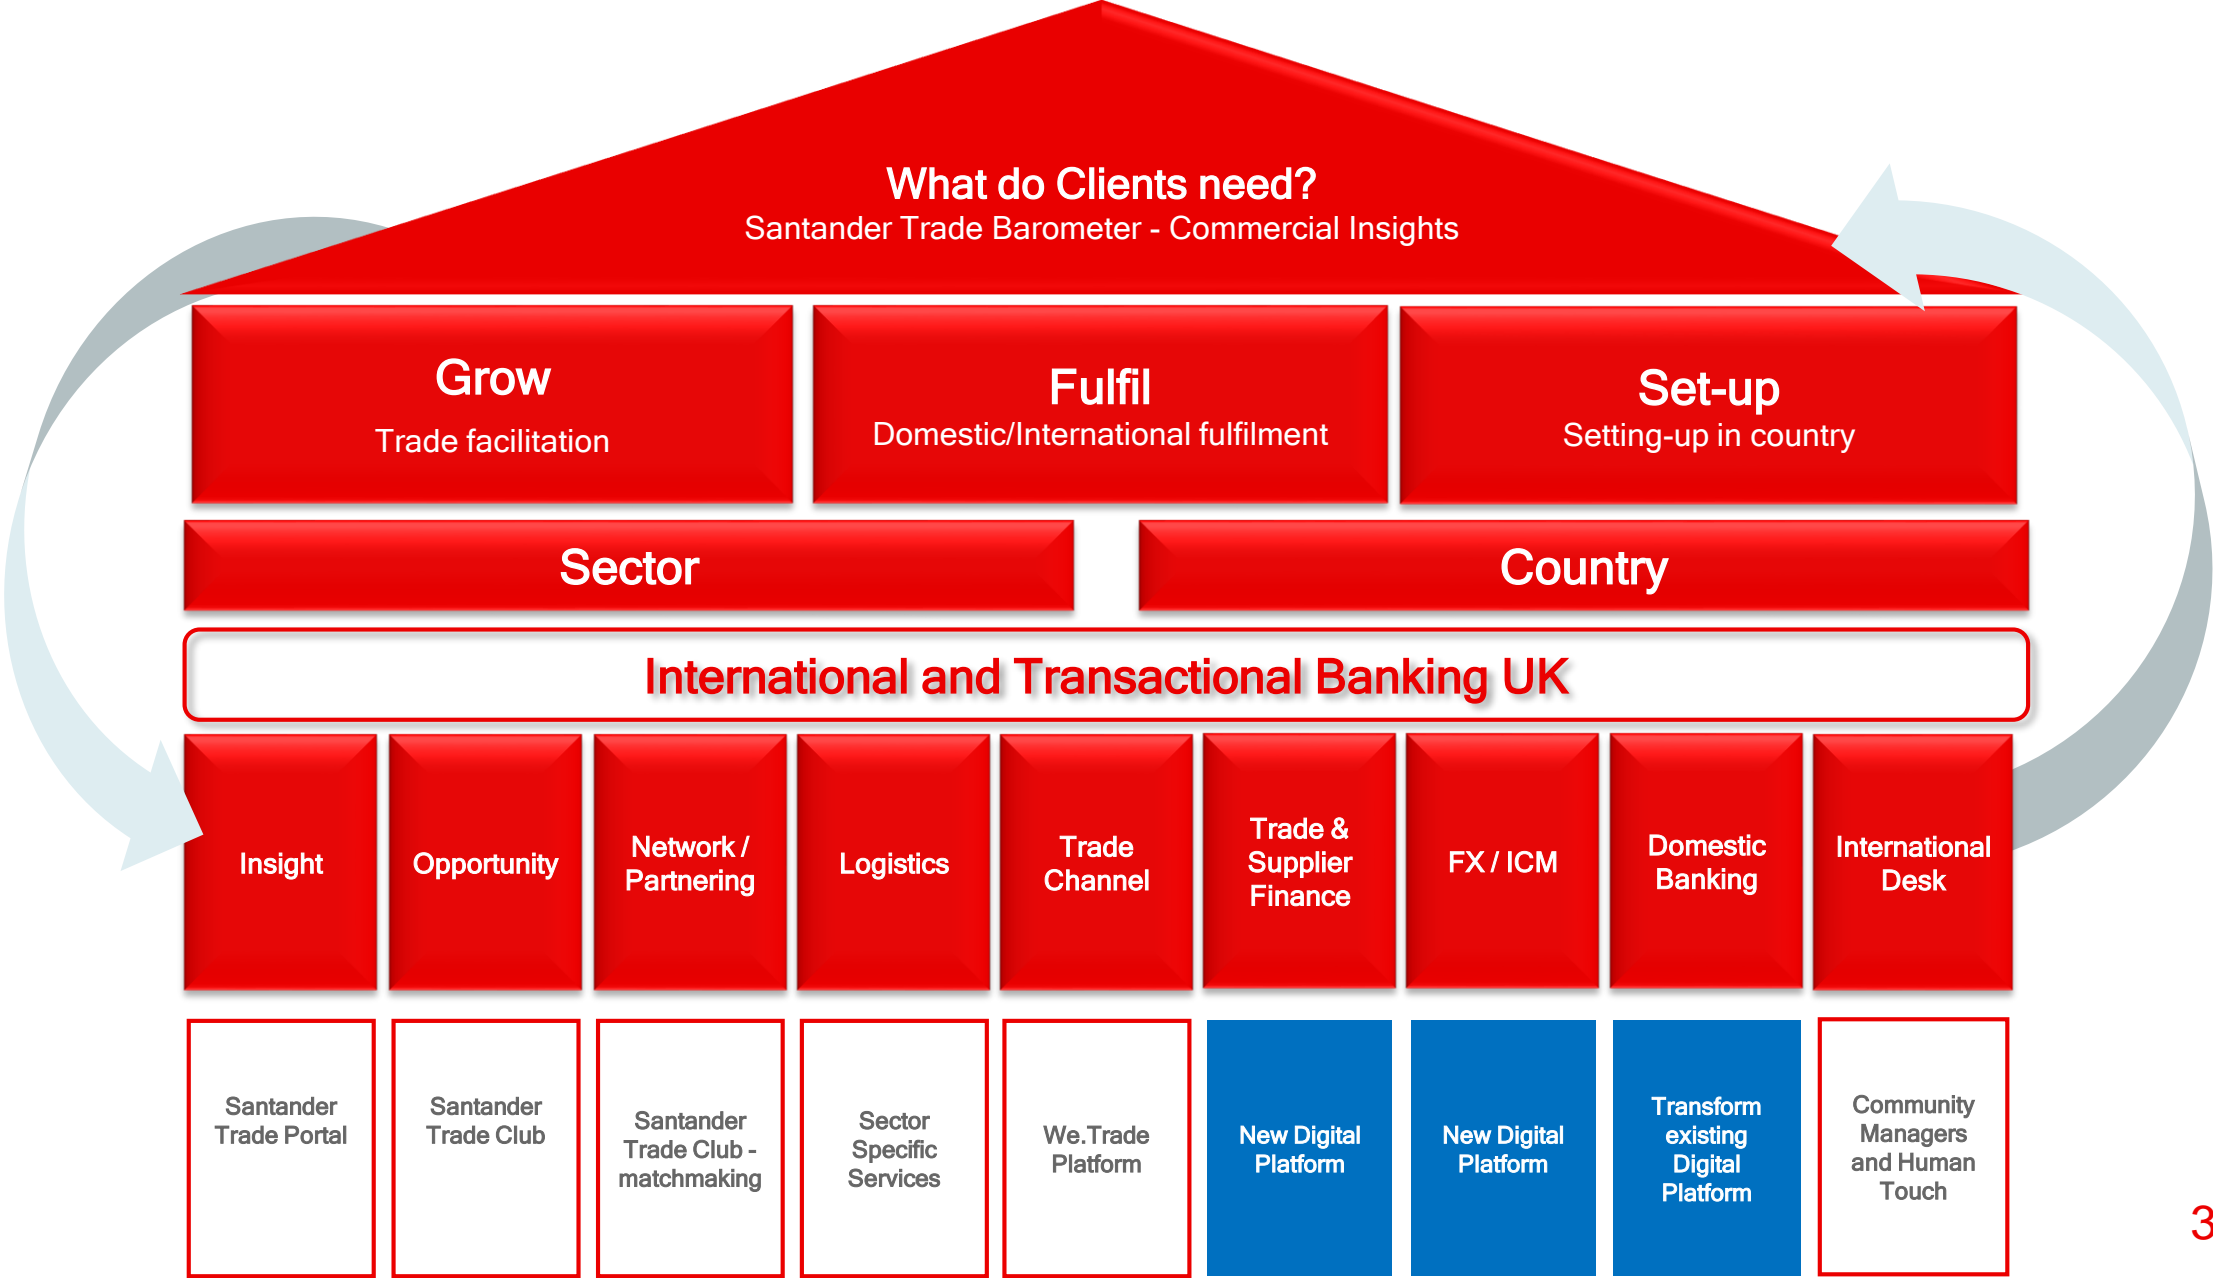 What do Clients need?
Santander Trade Barometer - Commercial Insights
Grow
Trade facilitation
Fulfil
Domestic/International fulfilment
Set-up
Setting-up in country
Sector
Country
International and Transactional Banking UK
Insight
Opportunity
Network /
Partnering
Logistics
Trade
Channel
Trade &
Supplier
Finance
FX / ICM
Domestic
Banking
International
Desk
Santander
Trade Portal
Santander
Trade Club
Santander
Trade Club -
matchmaking
Sector
Specific
Services
We.Trade
Platform
New Digital
Platform
New Digital
Platform
Transform
existing
Digital
Platform
Community
Managers
and Human
Touch
3